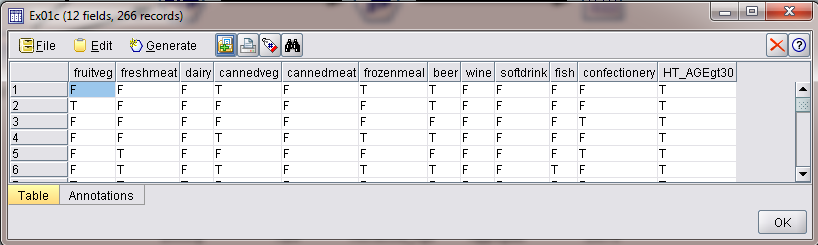 Ex01c (12 fields, 266 records)
File Edit Generate
fruitveg freshmeat dairy cannedveg cannedmeat frozenmeal beer wine softdrink fish confectionery HT_AGEgt30
1 F F F T F T T F F F F T
2 T F F F F F F F F F F T
3 F F F F F F F F F F T T
4 F F F T F T T F F F F T
5 F T F F F F F F F F T T
6 F T F T F T T F F T F T
Table Annotations
OK